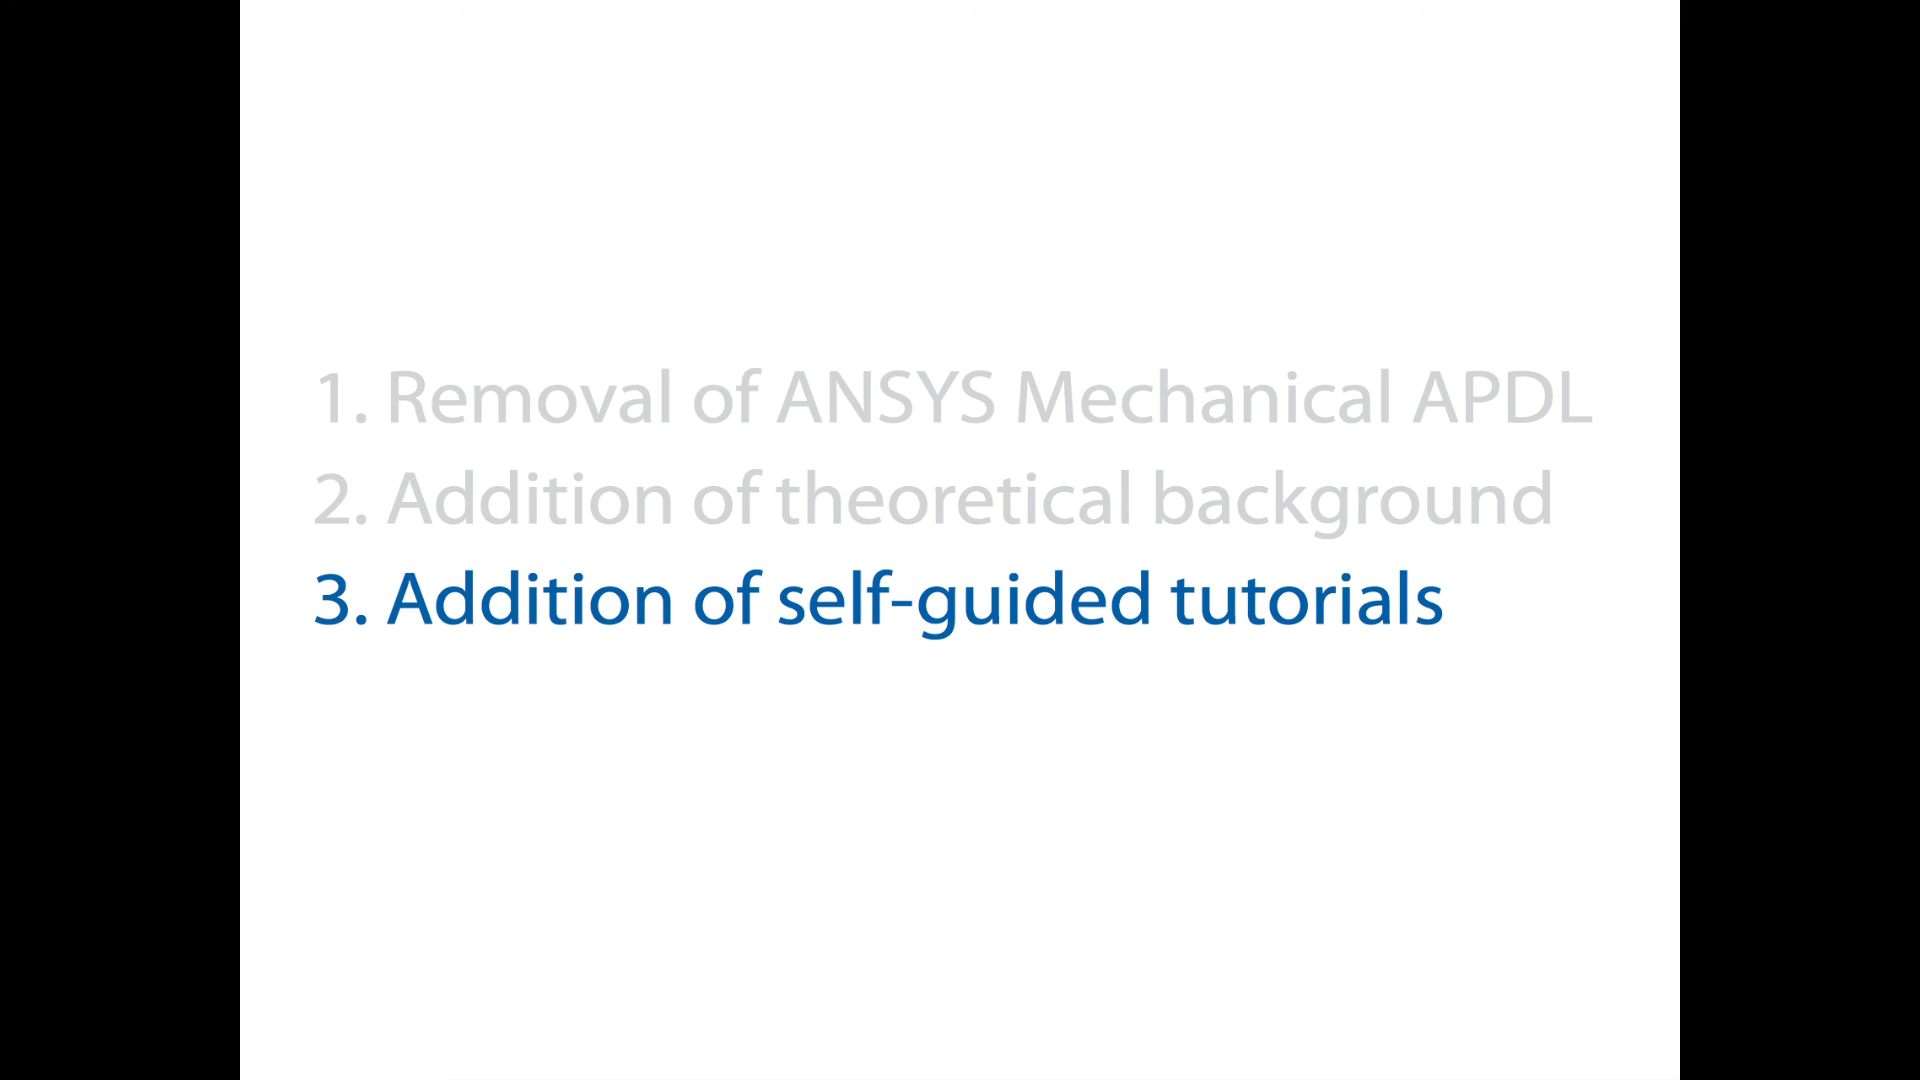 1. Removal of ANSYS Mechanical APDL
2. Addition of theoretical background
3. Addition of self-guided tutorials